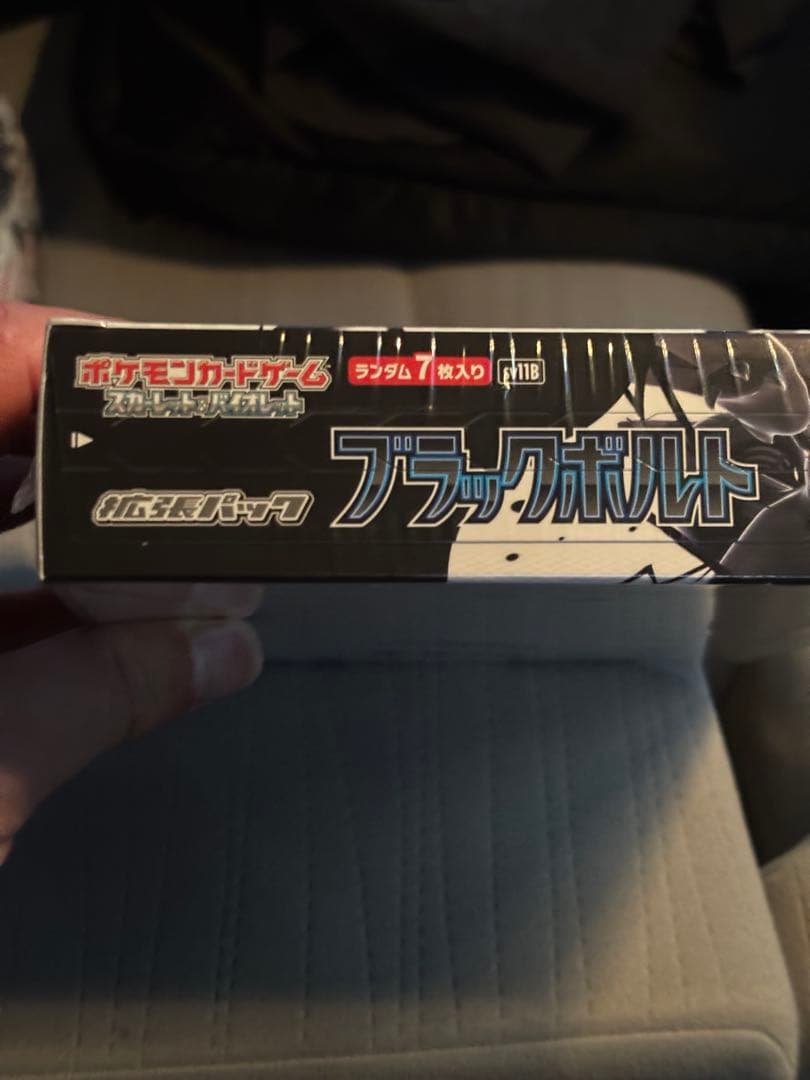 ポケモンカードゲーム
スカーレット&バイオレット
ランダム7枚入り
sv11B
拡張パック
ブラックボルト